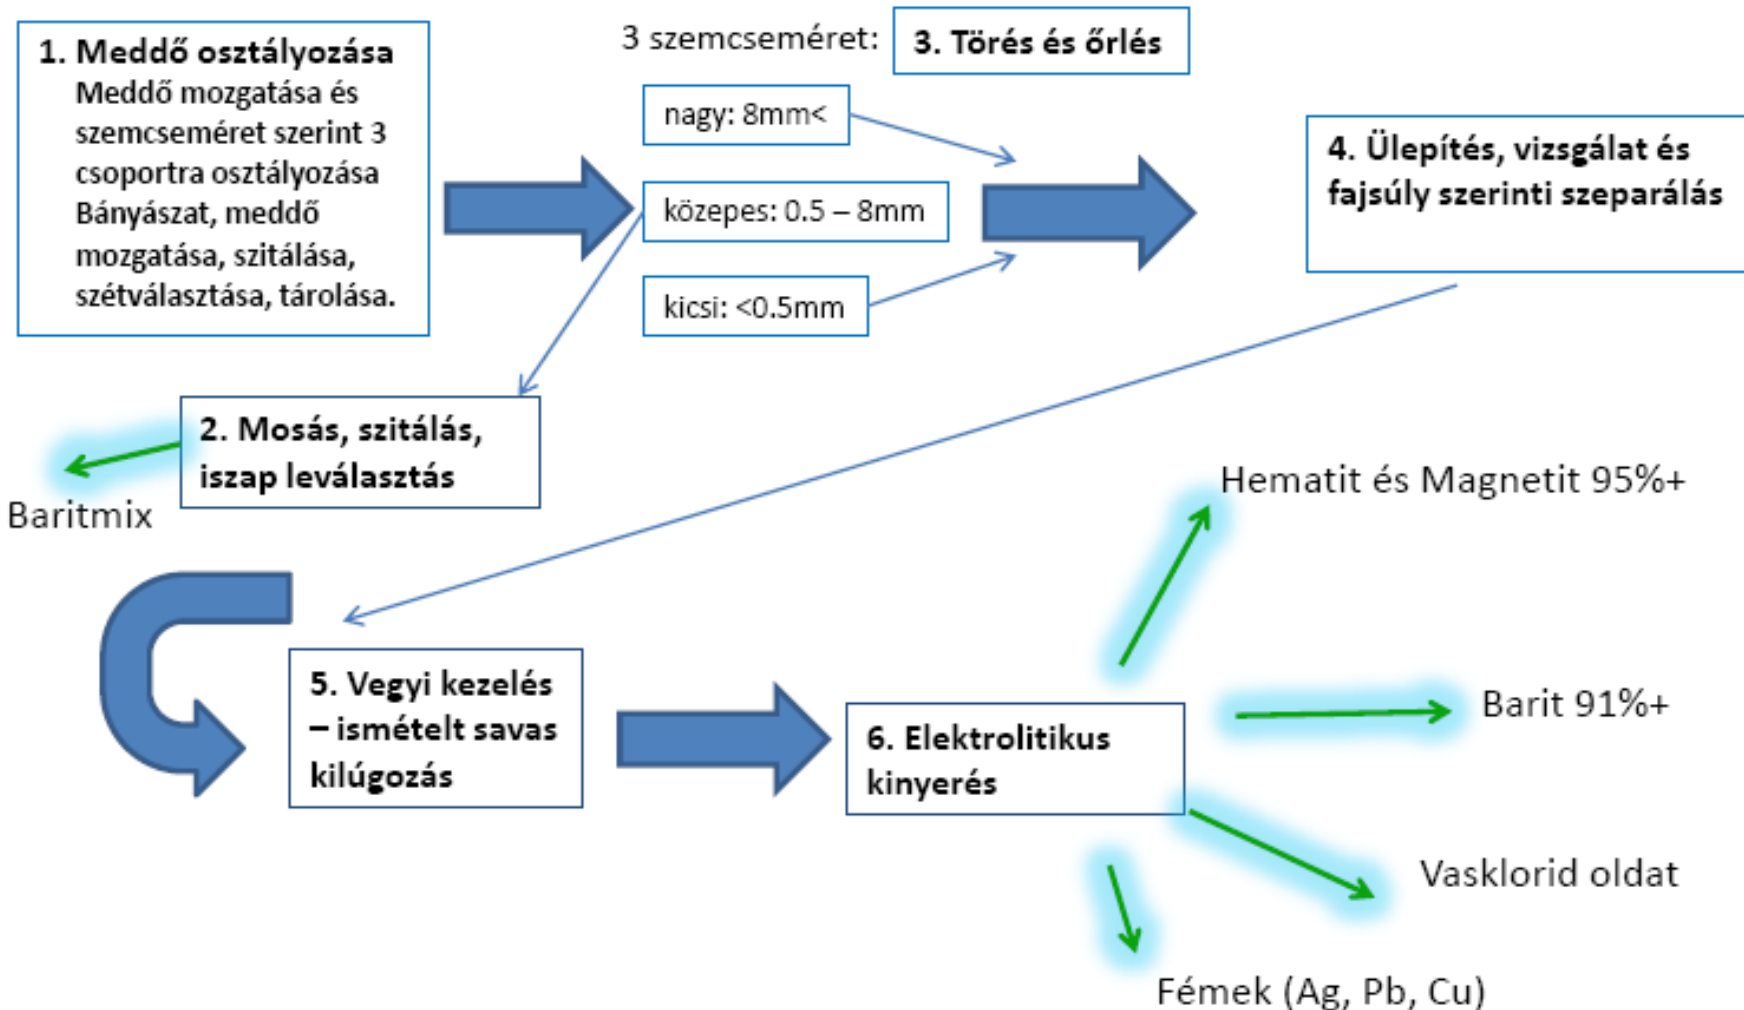 1. Meddő osztályozása
Meddő mozgatása és
szemcseméret szerint 3
csoportra osztályozása
Bányászat, meddő
mozgatása, szitálása,
szétválasztása, tárolása.
3 szemcseméret:
3. Törés és őrlés
nagy: 8mm<
közepes: 0.5 – 8mm
kicsi: <0.5mm
4. Ülepítés, vizsgálat és
fajsúly szerinti szeparálás
2. Mosás, szitálás,
iszap leválasztás
Baritmix
5. Vegyi kezelés
– ismételt savas
kilúgozás
6. Elektrolitikus
kinyerés
Hematit és Magnetit 95%+
Barit 91%+
Vasklorid oldat
Fémek (Ag, Pb, Cu)